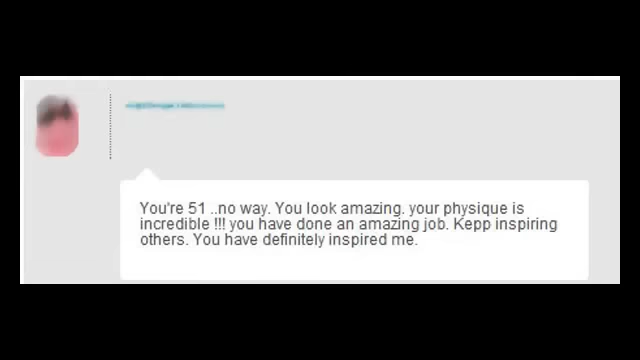 You're 51 ..no way. You look amazing. your physique is
incredible !!! you have done an amazing job. Kepp inspiring
others. You have definitely inspired me.